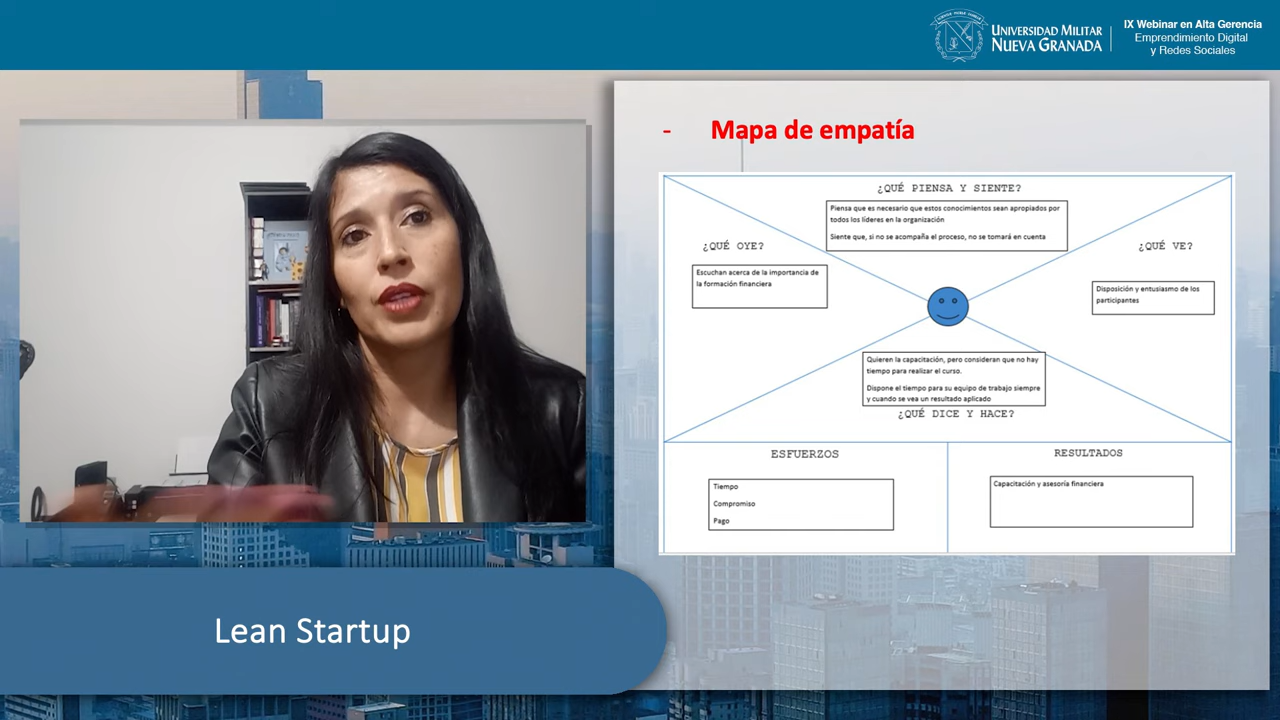 UNIVERSIDAD MILITAR
NUEVA GRANADA
IX Webinar en Alta Gerencia
Emprendimiento Digital
y Redes Sociales
- Mapa de empatía
¿QUÉ PIENSA Y SIENTE?
Piensa que es necesario que estos conocimientos sean apropiados por
todos los líderes en la organización
Siente que, si no se acompaña el proceso, no se tomará en cuenta
¿QUÉ OYE?
Escuchan acerca de la importancia de
la formación financiera
¿QUÉ VE?
Disposición y entusiasmo de los
participantes
Quieren la capacitación, pero consideran que no hay
tiempo para realizar el curso.
Dispone el tiempo para su equipo de trabajo siempre
y cuando se vea un resultado aplicado
¿QUÉ DICE Y HACE?
ESFUERZOS
Tiempo
Compromiso
Pago
RESULTADOS
Capacitación y asesoría financiera
Lean Startup